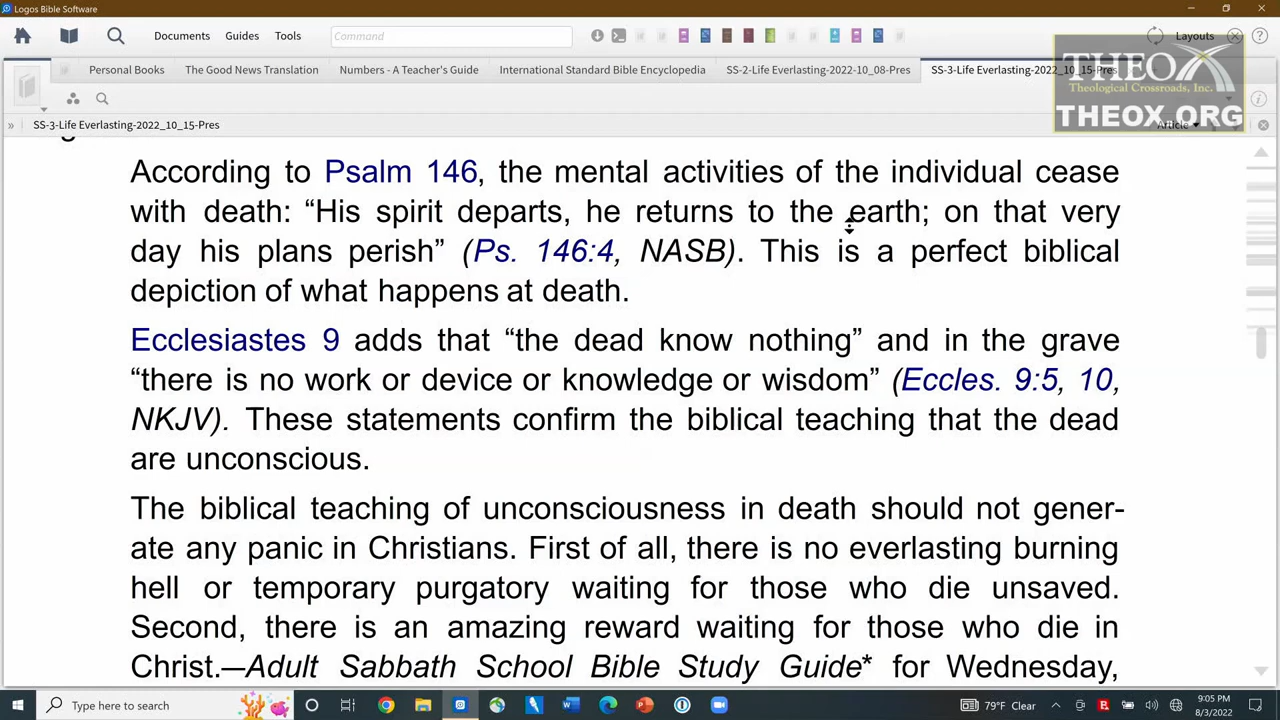 Logos Bible Software
Documents Guides Tools Command Layouts
Personal Books The Good News Translation International Standard Bible Encyclopedia SS-2-Life Everlasting-2022-10_08-Pres SS-3-Life Everlasting-2022_10_15-Pres
THEOX
Theological Crossroads, Inc.
THEOX.ORG
SS-3-Life Everlasting-2022_10_15-Pres Article
According to Psalm 146, the mental activities of the individual cease
with death: “His spirit departs, he returns to the earth; on that very
day his plans perish” (Ps. 146:4, NASB). This is a perfect biblical
depiction of what happens at death.
Ecclesiastes 9 adds that “the dead know nothing” and in the grave
“there is no work or device or knowledge or wisdom” (Eccles. 9:5, 10,
NKJV). These statements confirm the biblical teaching that the dead
are unconscious.
The biblical teaching of unconsciousness in death should not gener-
ate any panic in Christians. First of all, there is no everlasting burning
hell or temporary purgatory waiting for those who die unsaved.
Second, there is an amazing reward waiting for those who die in
Christ.—Adult Sabbath School Bible Study Guide* for Wednesday,
Type here to search
79°F Clear
9:05 PM
8/3/2022